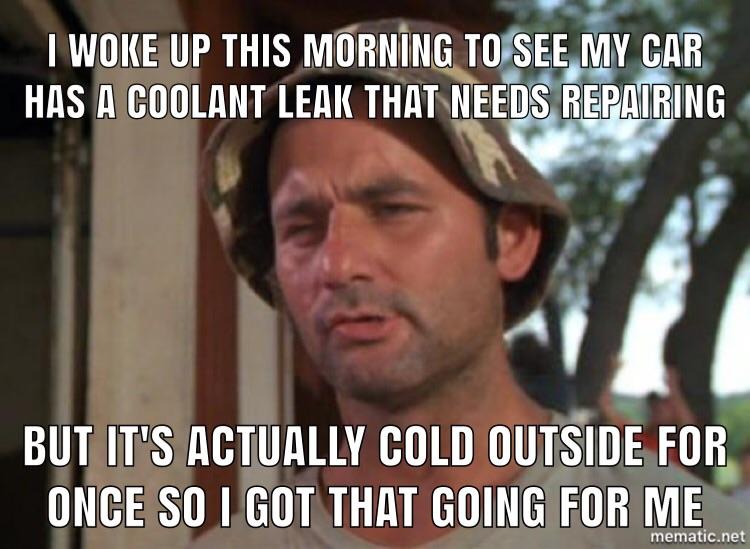 I WOKE UP THIS MORNING TO SEE MY CAR
HAS A COOLANT LEAK THAT NEEDS REPAIRING
BUT IT'S ACTUALLY COLD OUTSIDE FOR
ONCE SO I GOT THAT GOING FOR ME
mematic.net